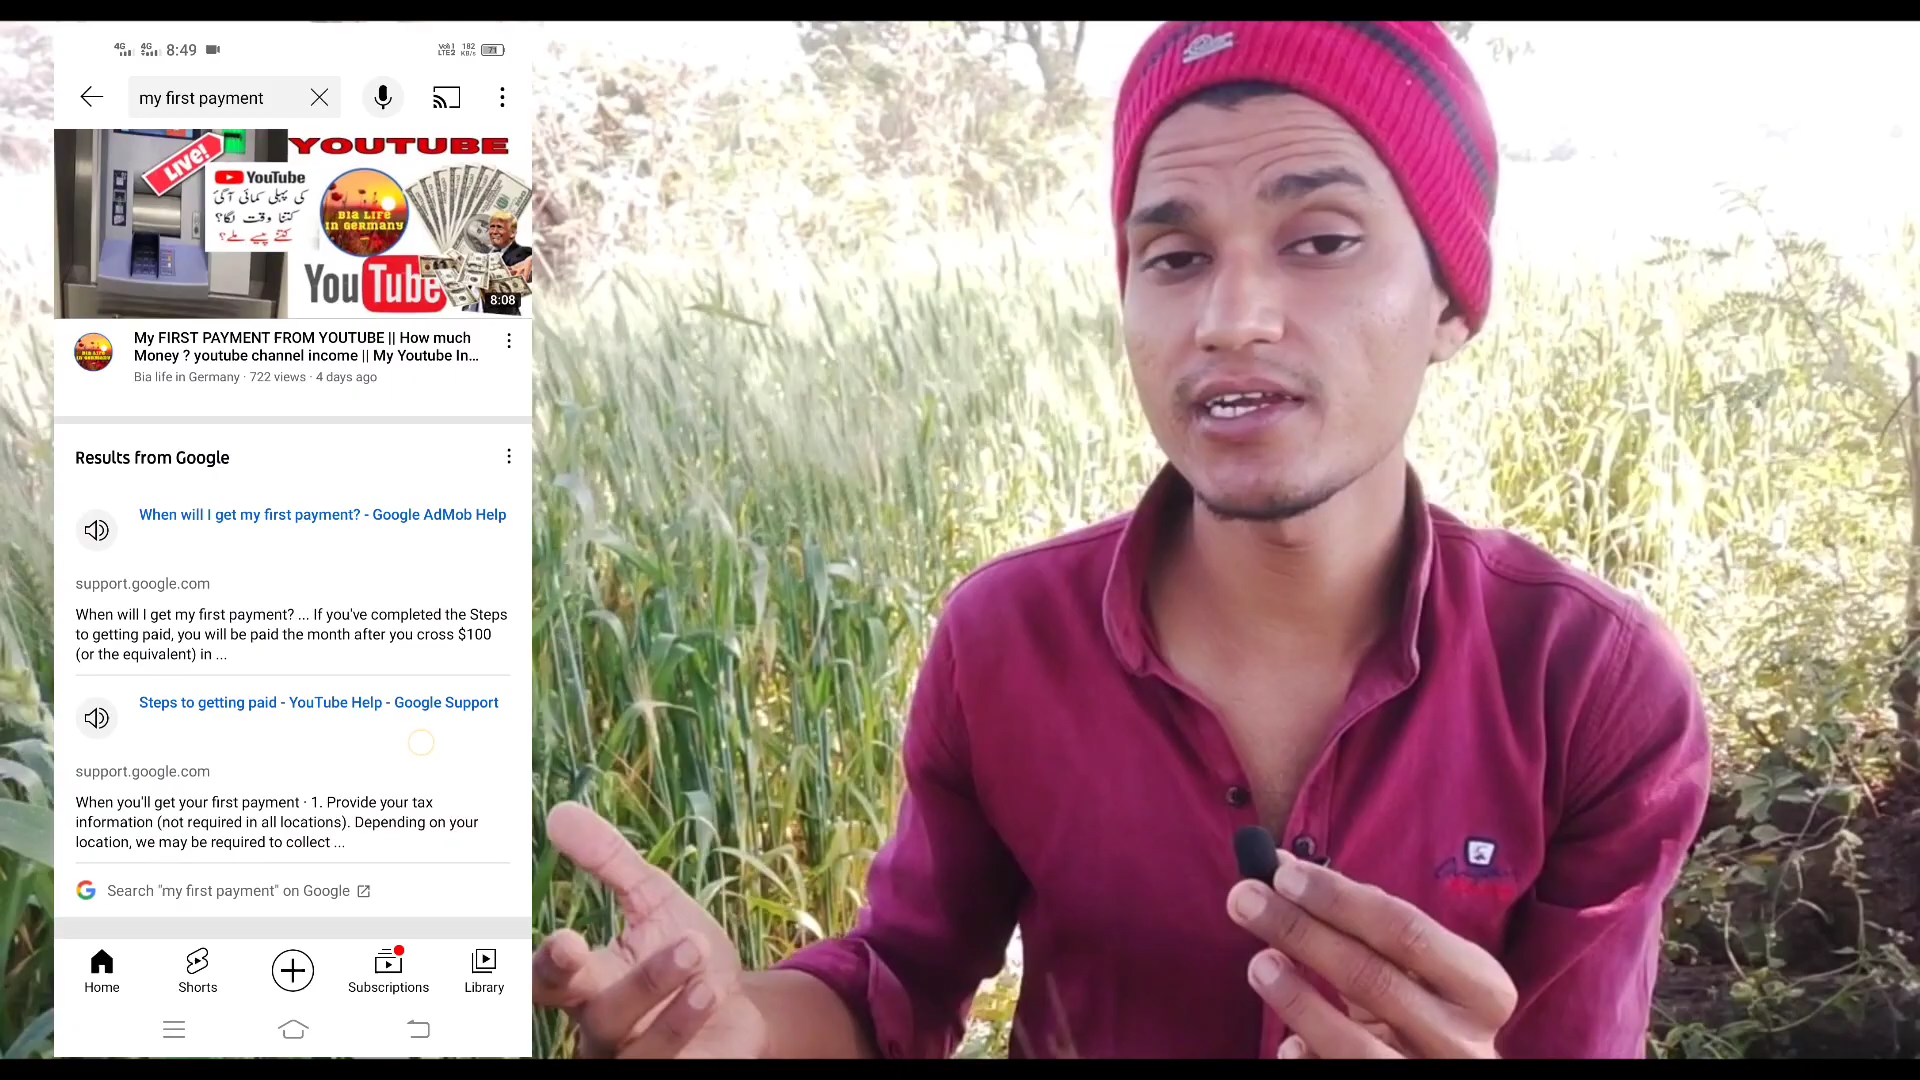 4G 4G 8:49
VoI1 LTE2 182 KB/s 71
my first payment
LIVE!
YOUTUBE
YouTube
کی پہلی کمائی آگئی
کتنا وقت لگا؟
کتنے پیسے ملے؟
BIA LIFE
IN GERMANY
YouTube
8:08
My FIRST PAYMENT FROM YOUTUBE || How much
Money ? youtube channel income || My Youtube In...
Bia life in Germany · 722 views · 4 days ago
Results from Google
When will I get my first payment? - Google AdMob Help
support.google.com
When will I get my first payment? ... If you've completed the Steps
to getting paid, you will be paid the month after you cross $100
(or the equivalent) in ...
Steps to getting paid - YouTube Help - Google Support
support.google.com
When you'll get your first payment · 1. Provide your tax
information (not required in all locations). Depending on your
location, we may be required to collect ...
Search "my first payment" on Google
Home
Shorts
Subscriptions
Library